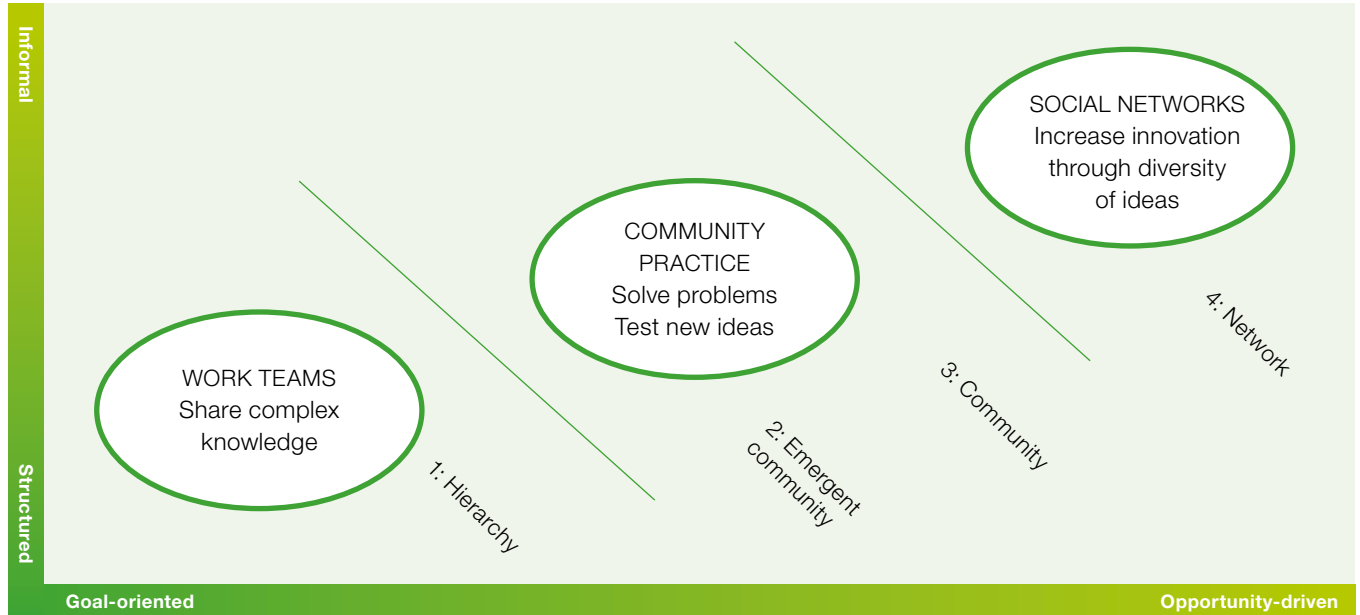 Informal
Structured
SOCIAL NETWORKS
Increase innovation
through diversity
of ideas
COMMUNITY
PRACTICE
Solve problems
Test new ideas
WORK TEAMS
Share complex
knowledge
1: Hierarchy
2: Emergent
community
3: Community
4: Network
Goal-oriented
Opportunity-driven